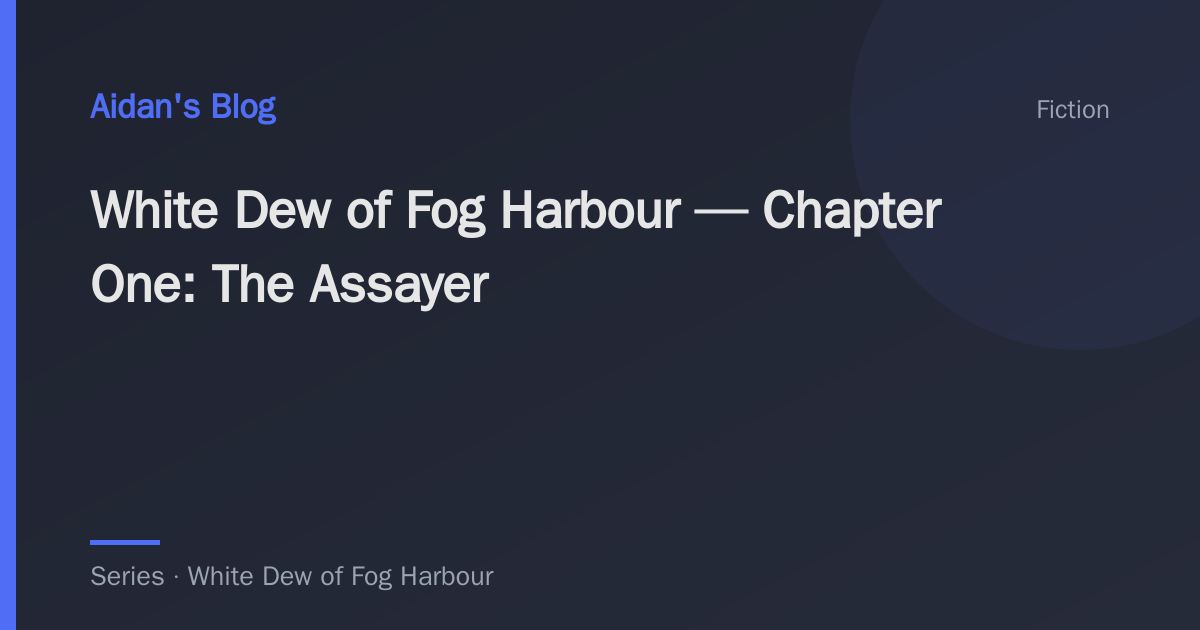 Aidan's Blog
Fiction
White Dew of Fog Harbour — Chapter
One: The Assayer
Series · White Dew of Fog Harbour